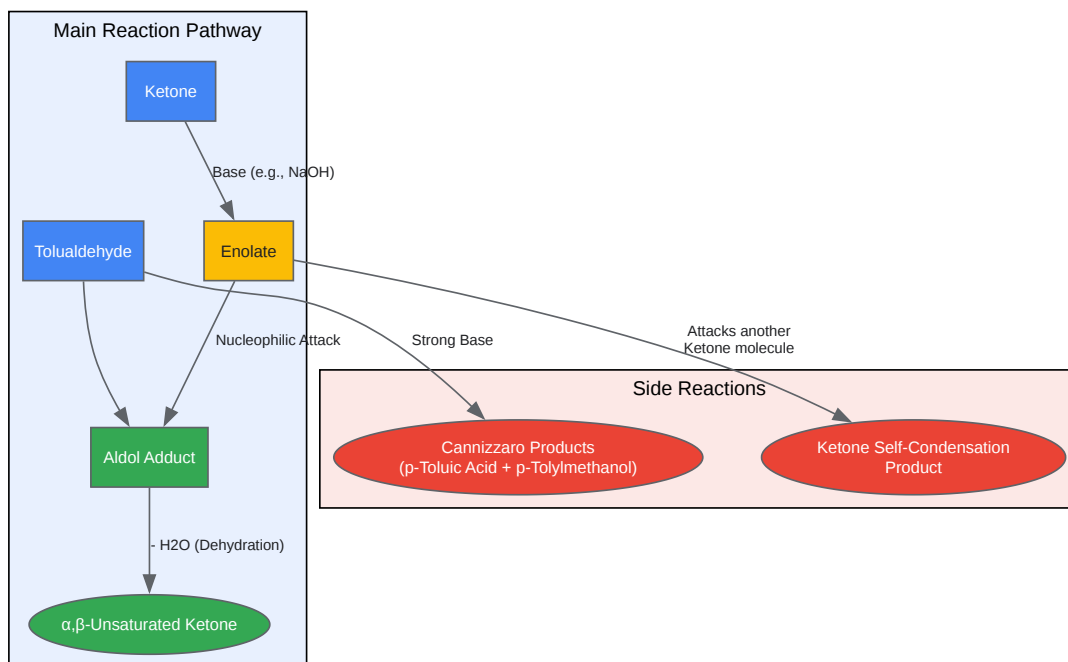 Main Reaction Pathway
Ketone
Base (e.g., NaOH)
Tolualdehyde
Enolate
Nucleophilic Attack
Strong Base
Attacks another
Ketone molecule
Side Reactions
Aldol Adduct
Cannizzaro Products
(p-Toluic Acid + p-Tolylmethanol)
Ketone Self-Condensation
Product
- H2O (Dehydration)
α,β-Unsaturated Ketone